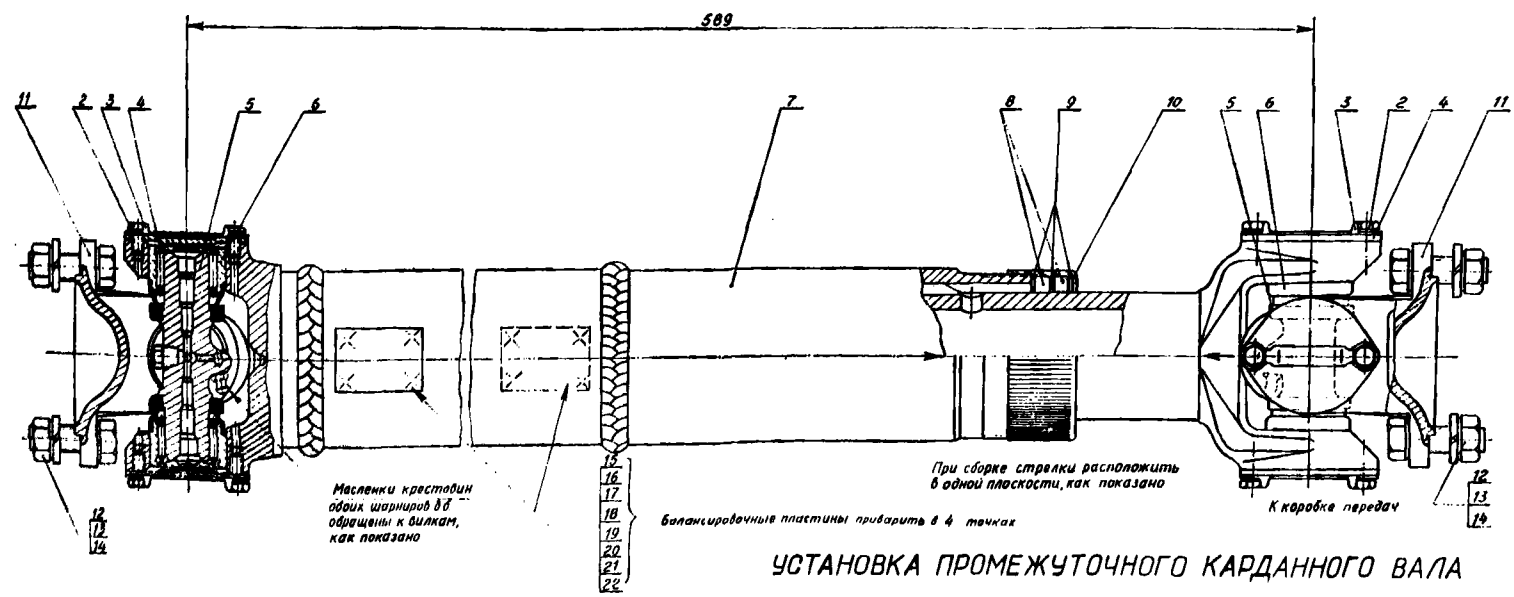 589
11 2 3 4 5 6 7 8 9 10 5 6 3 2 4 11
Масленки крестовин
обоих шарниров
обращены к вилкам,
как показано
12
13
14
15
16
17
18
19
20
21
22
Балансировочные пластины приварить в 4 точках
При сборке стрелки расположить
в одной плоскости, как показано
К коробке передач
12
13
14
УСТАНОВКА ПРОМЕЖУТОЧНОГО КАРДАННОГО ВАЛА